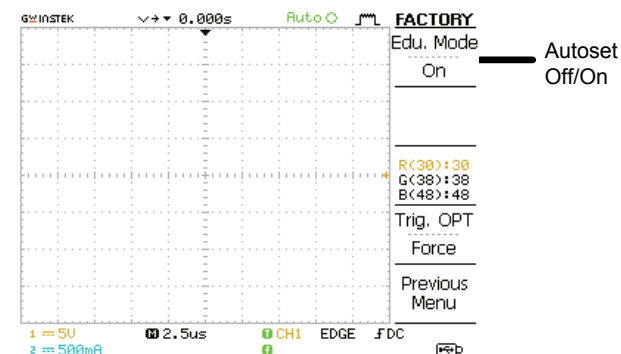 GW INSTEK 0.000s Auto FACTORY
Edu. Mode
On
Autoset
Off/On
R(30):30
G(38):38
B(48):48
Trig. OPT
Force
Previous
Menu
1 5V M 2.5us T CH1 EDGE DC
2 500mA f